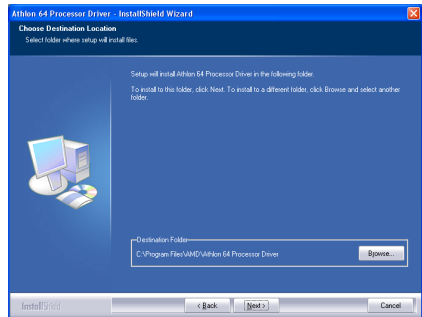 Athlon 64 Processor Driver - InstallShield Wizard
Choose Destination Location
Select folder where setup will install files.
Setup will install Athlon 64 Processor Driver in the following folder.
To install to this folder, click Next. To install to a different folder, click Browse and select another
folder.
Destination Folder
C:\Program Files\AMD\Athlon 64 Processor Driver
Browse...
InstallShield
< Back
Next >
Cancel